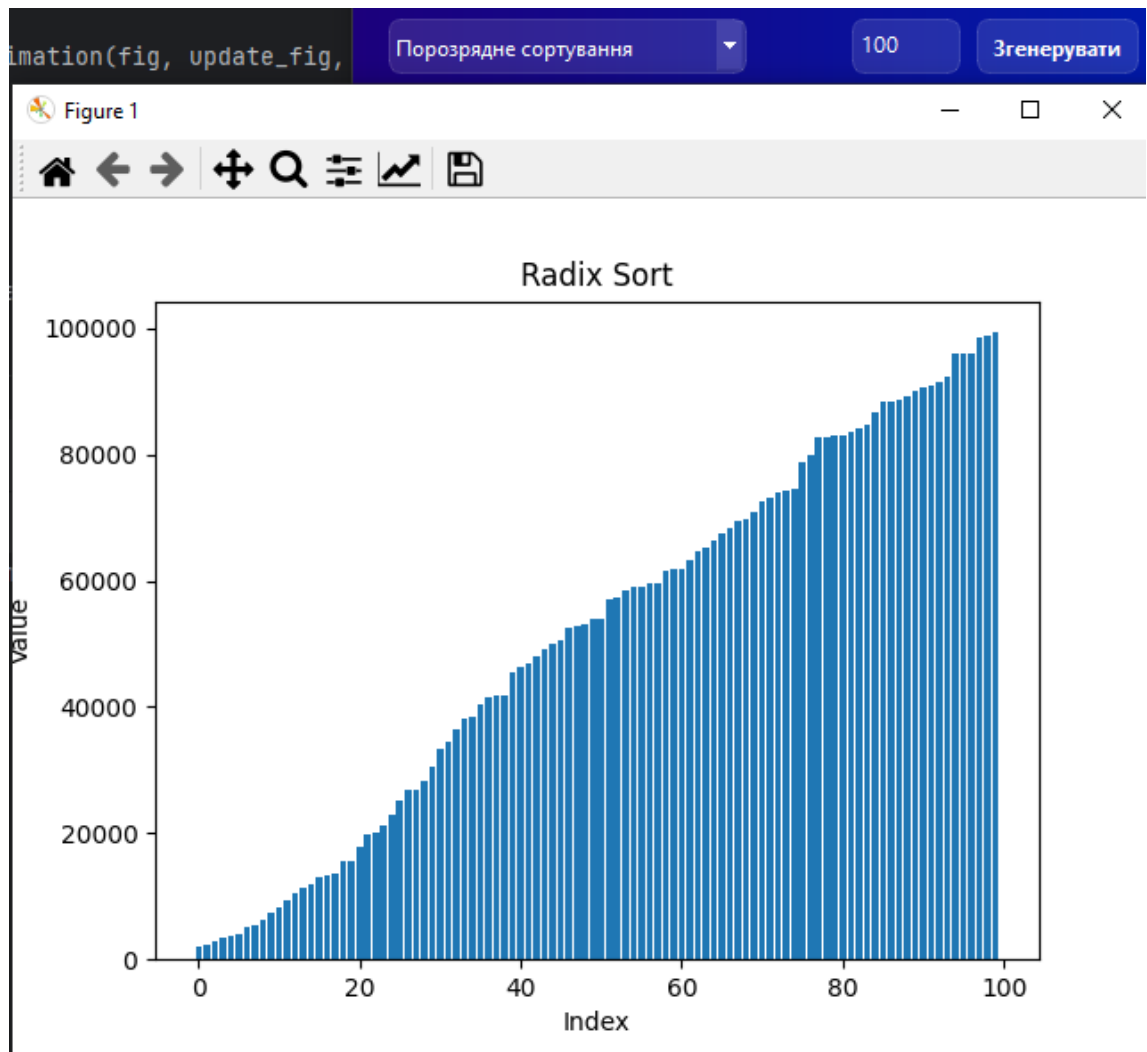 imation(fig, update_fig,
Порозрядне сортування
100
Згенерувати
Figure 1
Radix Sort
100000
80000
60000
40000
20000
0
Value
0 20 40 60 80 100
Index